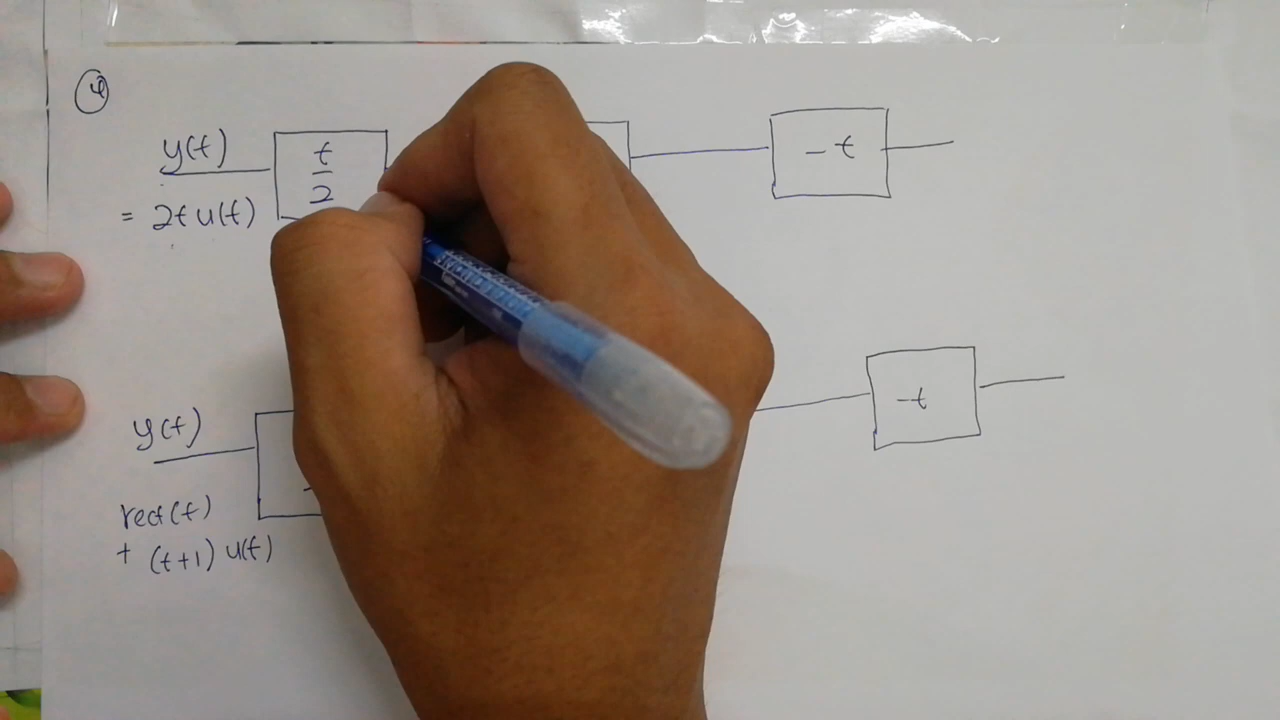 4
y(t)
t
2
- t
= 2t u(t)
y(t)
-t
rect(t)
+ (t+1) u(t)